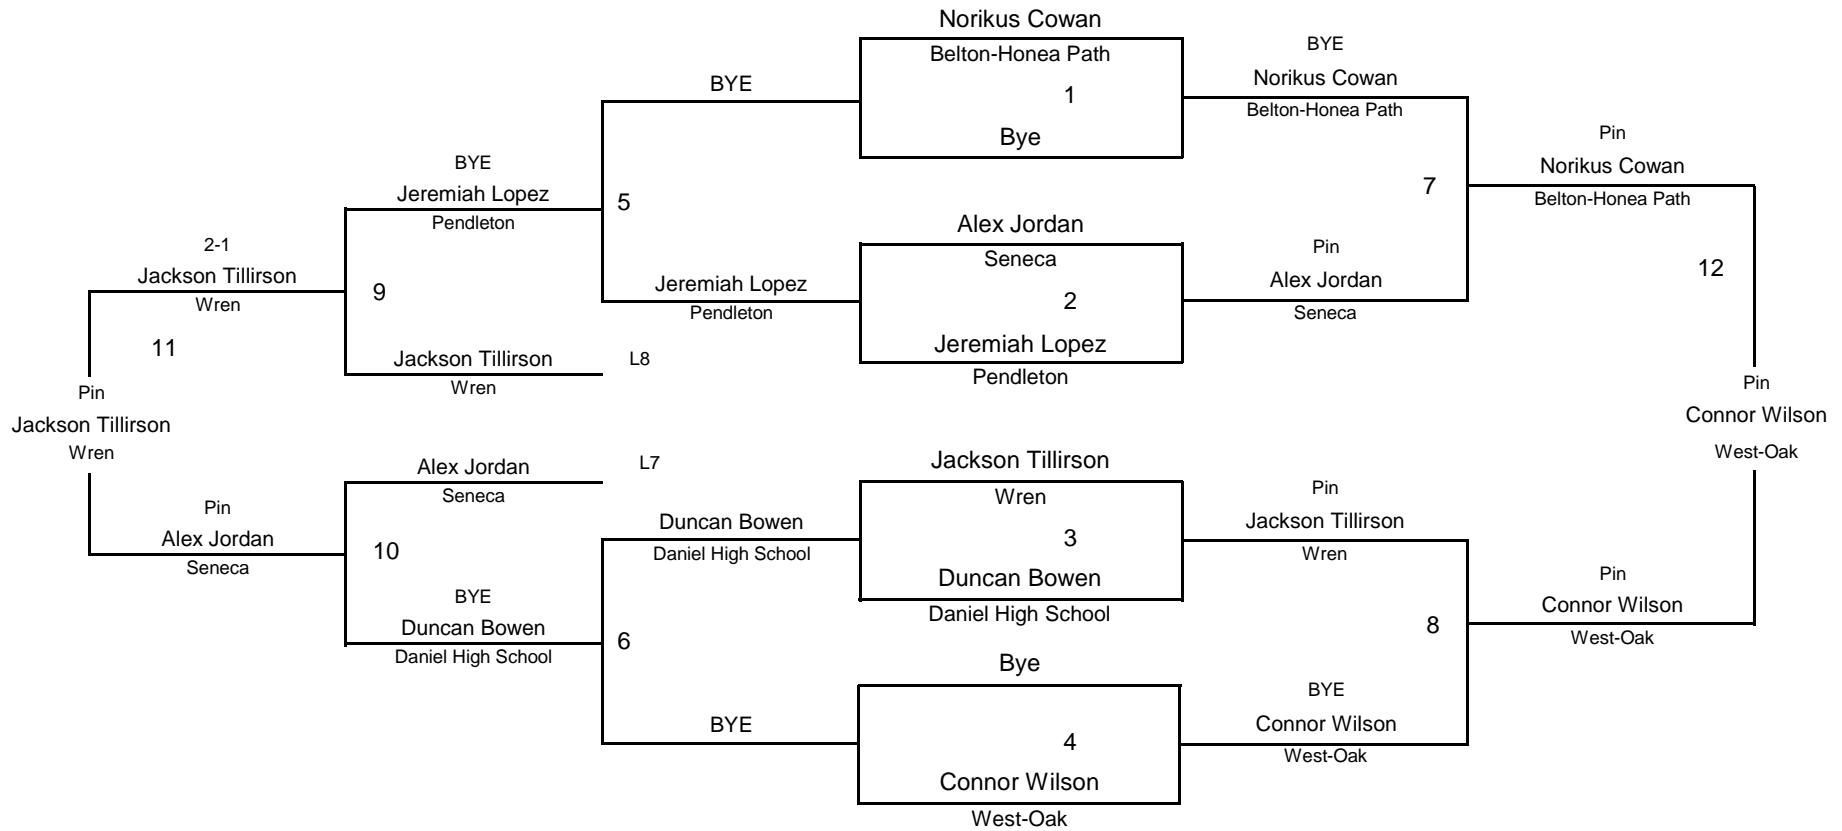 Norikus Cowan
Belton-Honea Path
1
Bye
BYE
BYE
Norikus Cowan
Belton-Honea Path
Pin
Norikus Cowan
Belton-Honea Path
BYE
Jeremiah Lopez
Pendleton
5
7
Alex Jordan
Seneca
2
Jeremiah Lopez
Pendleton
Jeremiah Lopez
Pendleton
Pin
Alex Jordan
Seneca
12
2-1
Jackson Tillirson
Wren
9
11
Jackson Tillirson
Wren
L8
Pin
Jackson Tillirson
Wren
Pin
Connor Wilson
West-Oak
Alex Jordan
Seneca
L7
Jackson Tillirson
Wren
3
Duncan Bowen
Daniel High School
Pin
Jackson Tillirson
Wren
Pin
Alex Jordan
Seneca
10
Duncan Bowen
Daniel High School
BYE
Duncan Bowen
Daniel High School
6
8
Pin
Connor Wilson
West-Oak
Bye
4
Connor Wilson
West-Oak
BYE
BYE
Connor Wilson
West-Oak